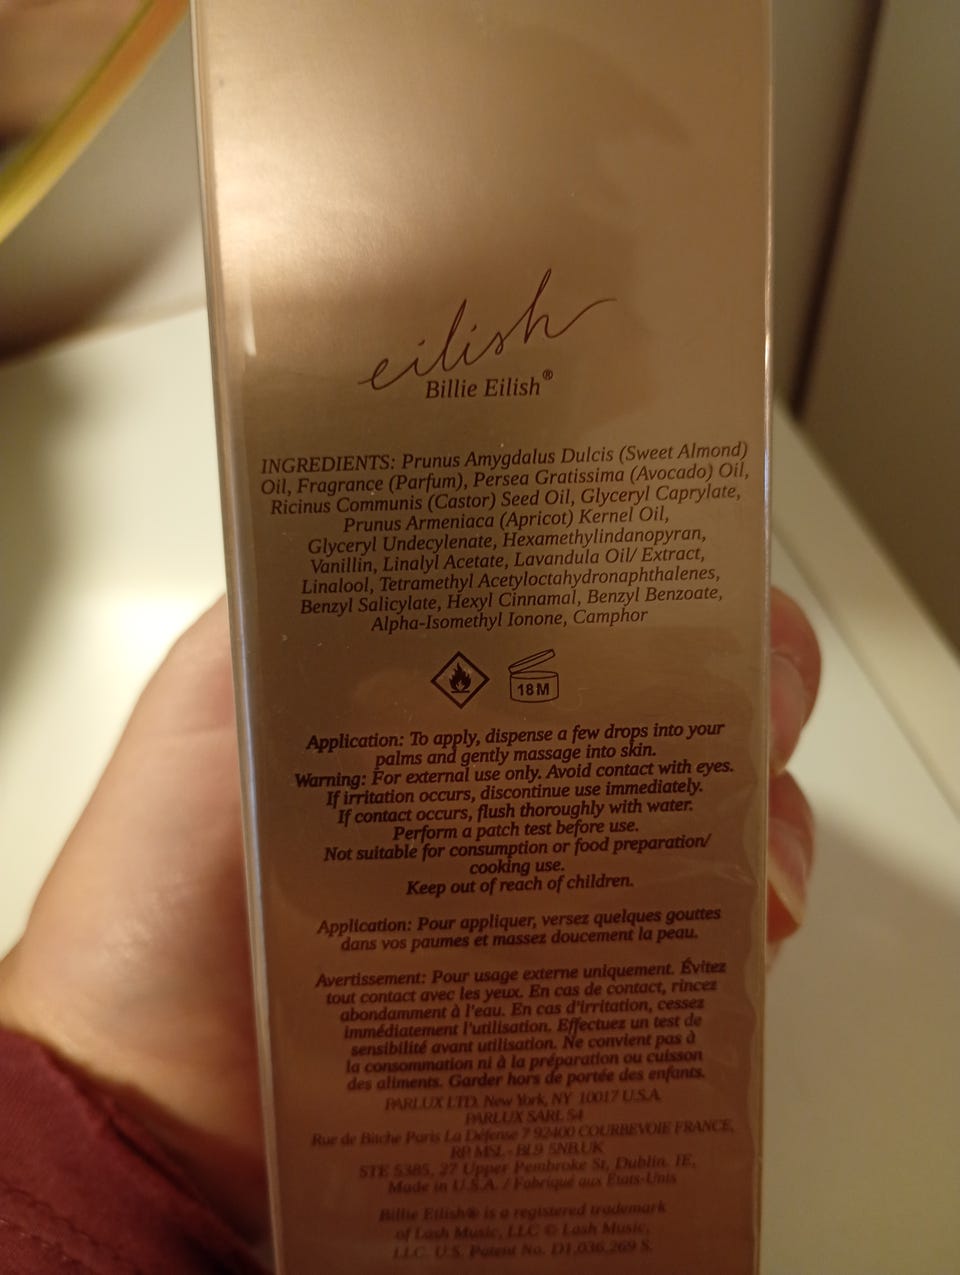 eilish
Billie Eilish®
INGREDIENTS: Prunus Amygdalus Dulcis (Sweet Almond)
Oil, Fragrance (Parfum), Persea Gratissima (Avocado) Oil,
Ricinus Communis (Castor) Seed Oil, Glyceryl Caprylate,
Prunus Armeniaca (Apricot) Kernel Oil,
Glyceryl Undecylenate, Hexamethylindanopyran,
Vanillin, Linalyl Acetate, Lavandula Oil/ Extract,
Linalool, Tetramethyl Acetyloctahydronaphthalenes,
Benzyl Salicylate, Hexyl Cinnamal, Benzyl Benzoate,
Alpha-Isomethyl Ionone, Camphor
18M
Application: To apply, dispense a few drops into your
palms and gently massage into skin.
Warning: For external use only. Avoid contact with eyes.
If irritation occurs, discontinue use immediately.
If contact occurs, flush thoroughly with water.
Perform a patch test before use.
Not suitable for consumption or food preparation/
cooking use.
Keep out of reach of children.
Application: Pour appliquer, versez quelques gouttes
dans vos paumes et massez doucement la peau.
Avertissement: Pour usage externe uniquement. Évitez
tout contact avec les yeux. En cas de contact, rincez
abondamment à l'eau. En cas d'irritation, cessez
immédiatement l'utilisation. Effectuez un test de
sensibilité avant utilisation. Ne convient pas à
la consommation ni à la préparation ou cuisson
des aliments. Garder hors de portée des enfants.
PARLUX LTD. New York, NY 10017 U.S.A.
PARLUX SARL 54
Rue de Bitche Paris La Défense 7 92400 COURBEVOIE FRANCE,
RP MSL - BL9 5NB.UK
STE 5385, 27 Upper Pembroke St, Dublin. IE,
Made in U.S.A. / Fabriqué aux États-Unis
Billie Eilish® is a registered trademark
of Lash Music, LLC © Lash Music,
LLC. U.S. Patent No. D1,036,269 S.